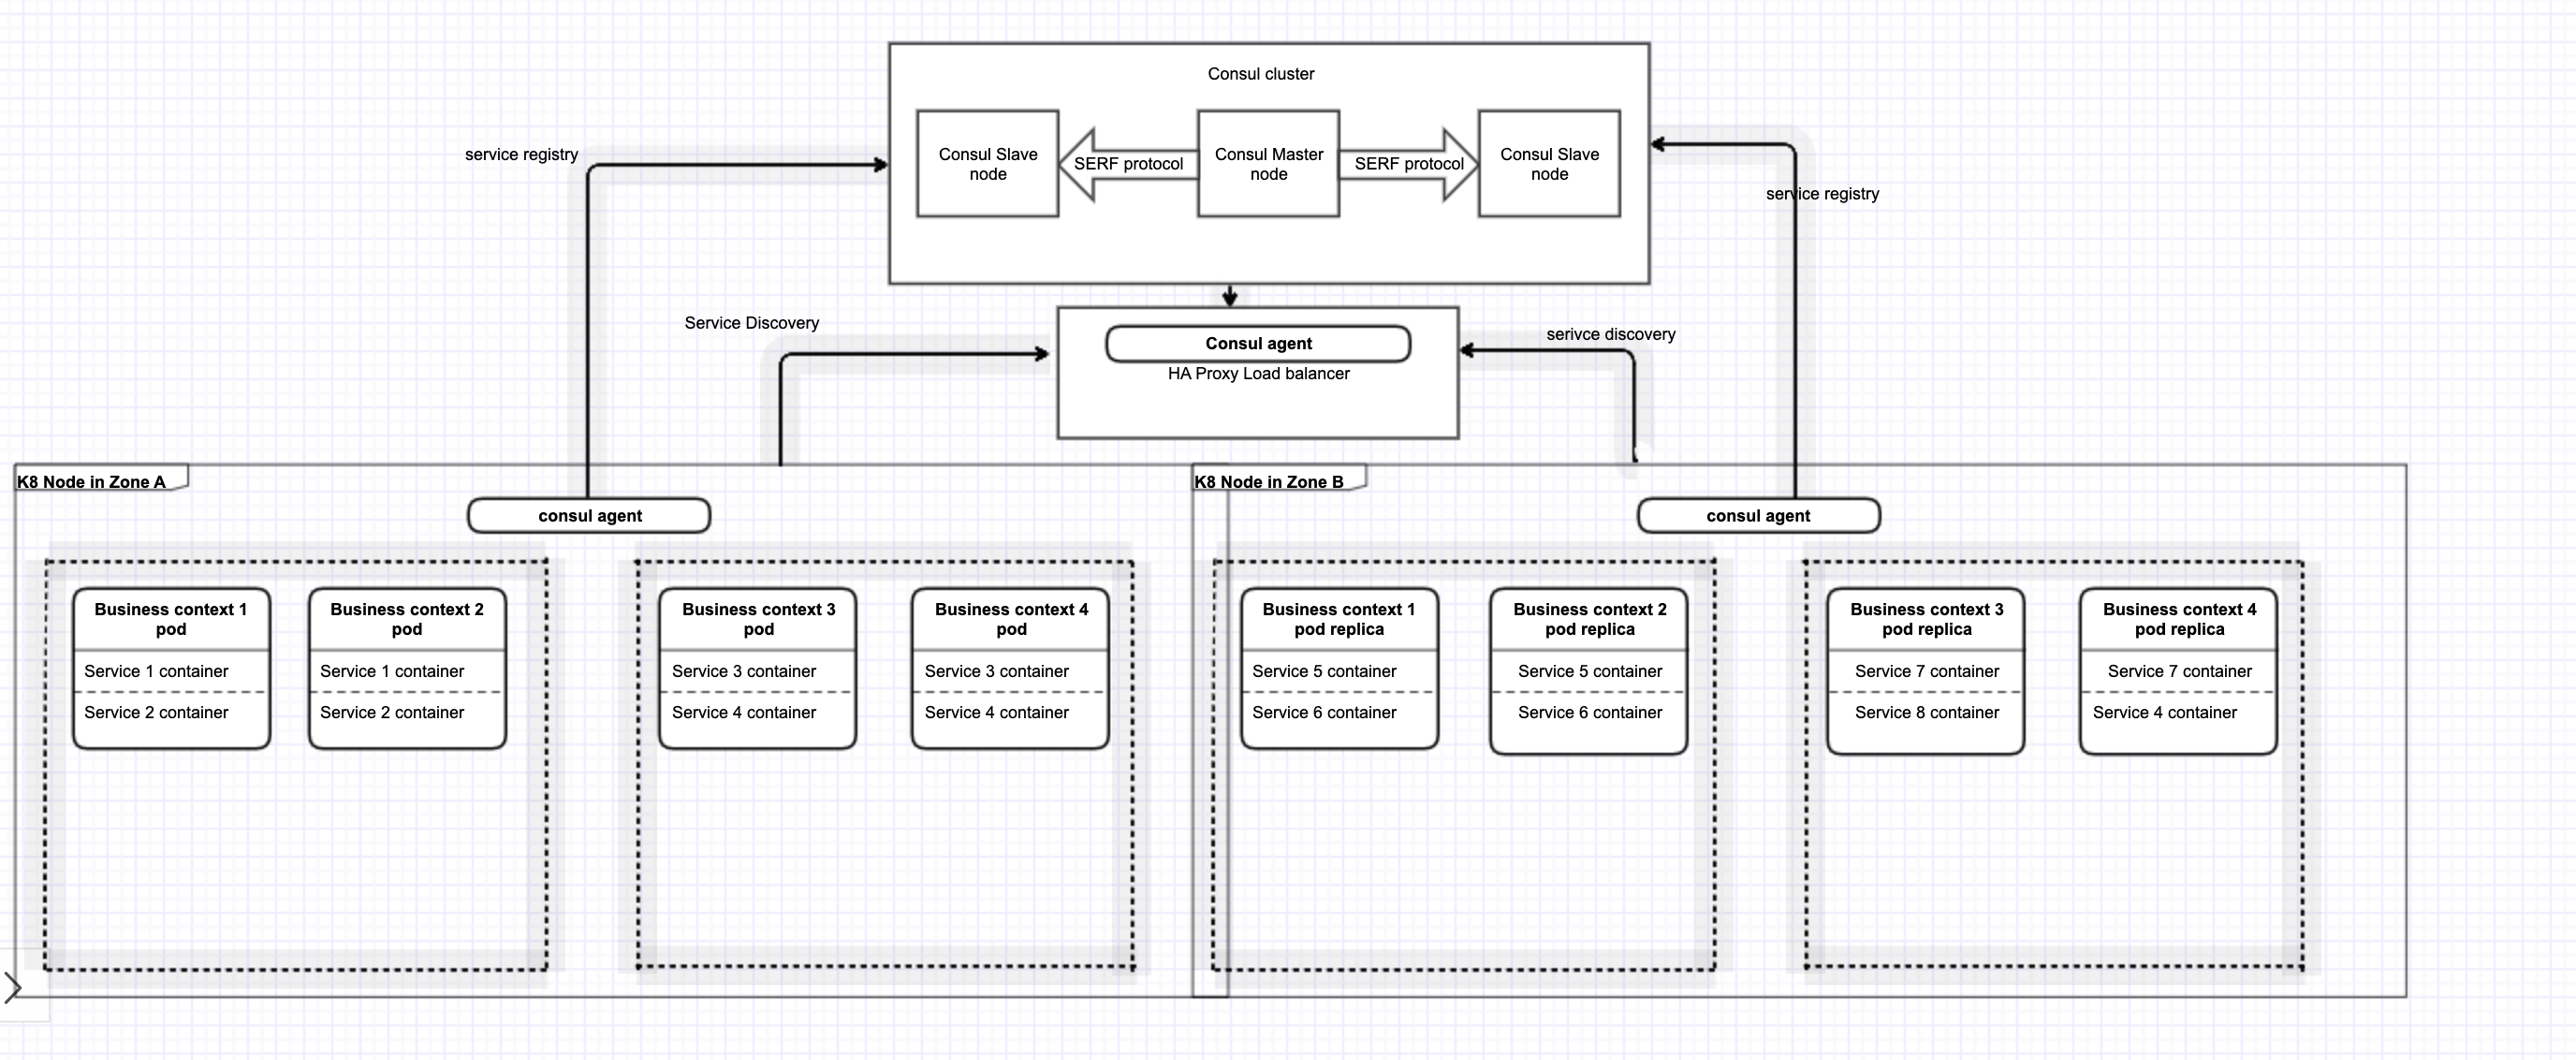 Consul cluster
Consul Slave
node
SERF protocol
Consul Master
node
SERF protocol
Consul Slave
node
service registry
service registry
Service Discovery
serivce discovery
Consul agent
HA Proxy Load balancer
K8 Node in Zone A
consul agent
Business context 1
pod
Service 1 container
Service 2 container
Business context 2
pod
Service 1 container
Service 2 container
Business context 3
pod
Service 3 container
Service 4 container
Business context 4
pod
Service 3 container
Service 4 container
K8 Node in Zone B
consul agent
Business context 1
pod replica
Service 5 container
Service 6 container
Business context 2
pod replica
Service 5 container
Service 6 container
Business context 3
pod replica
Service 7 container
Service 8 container
Business context 4
pod replica
Service 7 container
Service 4 container